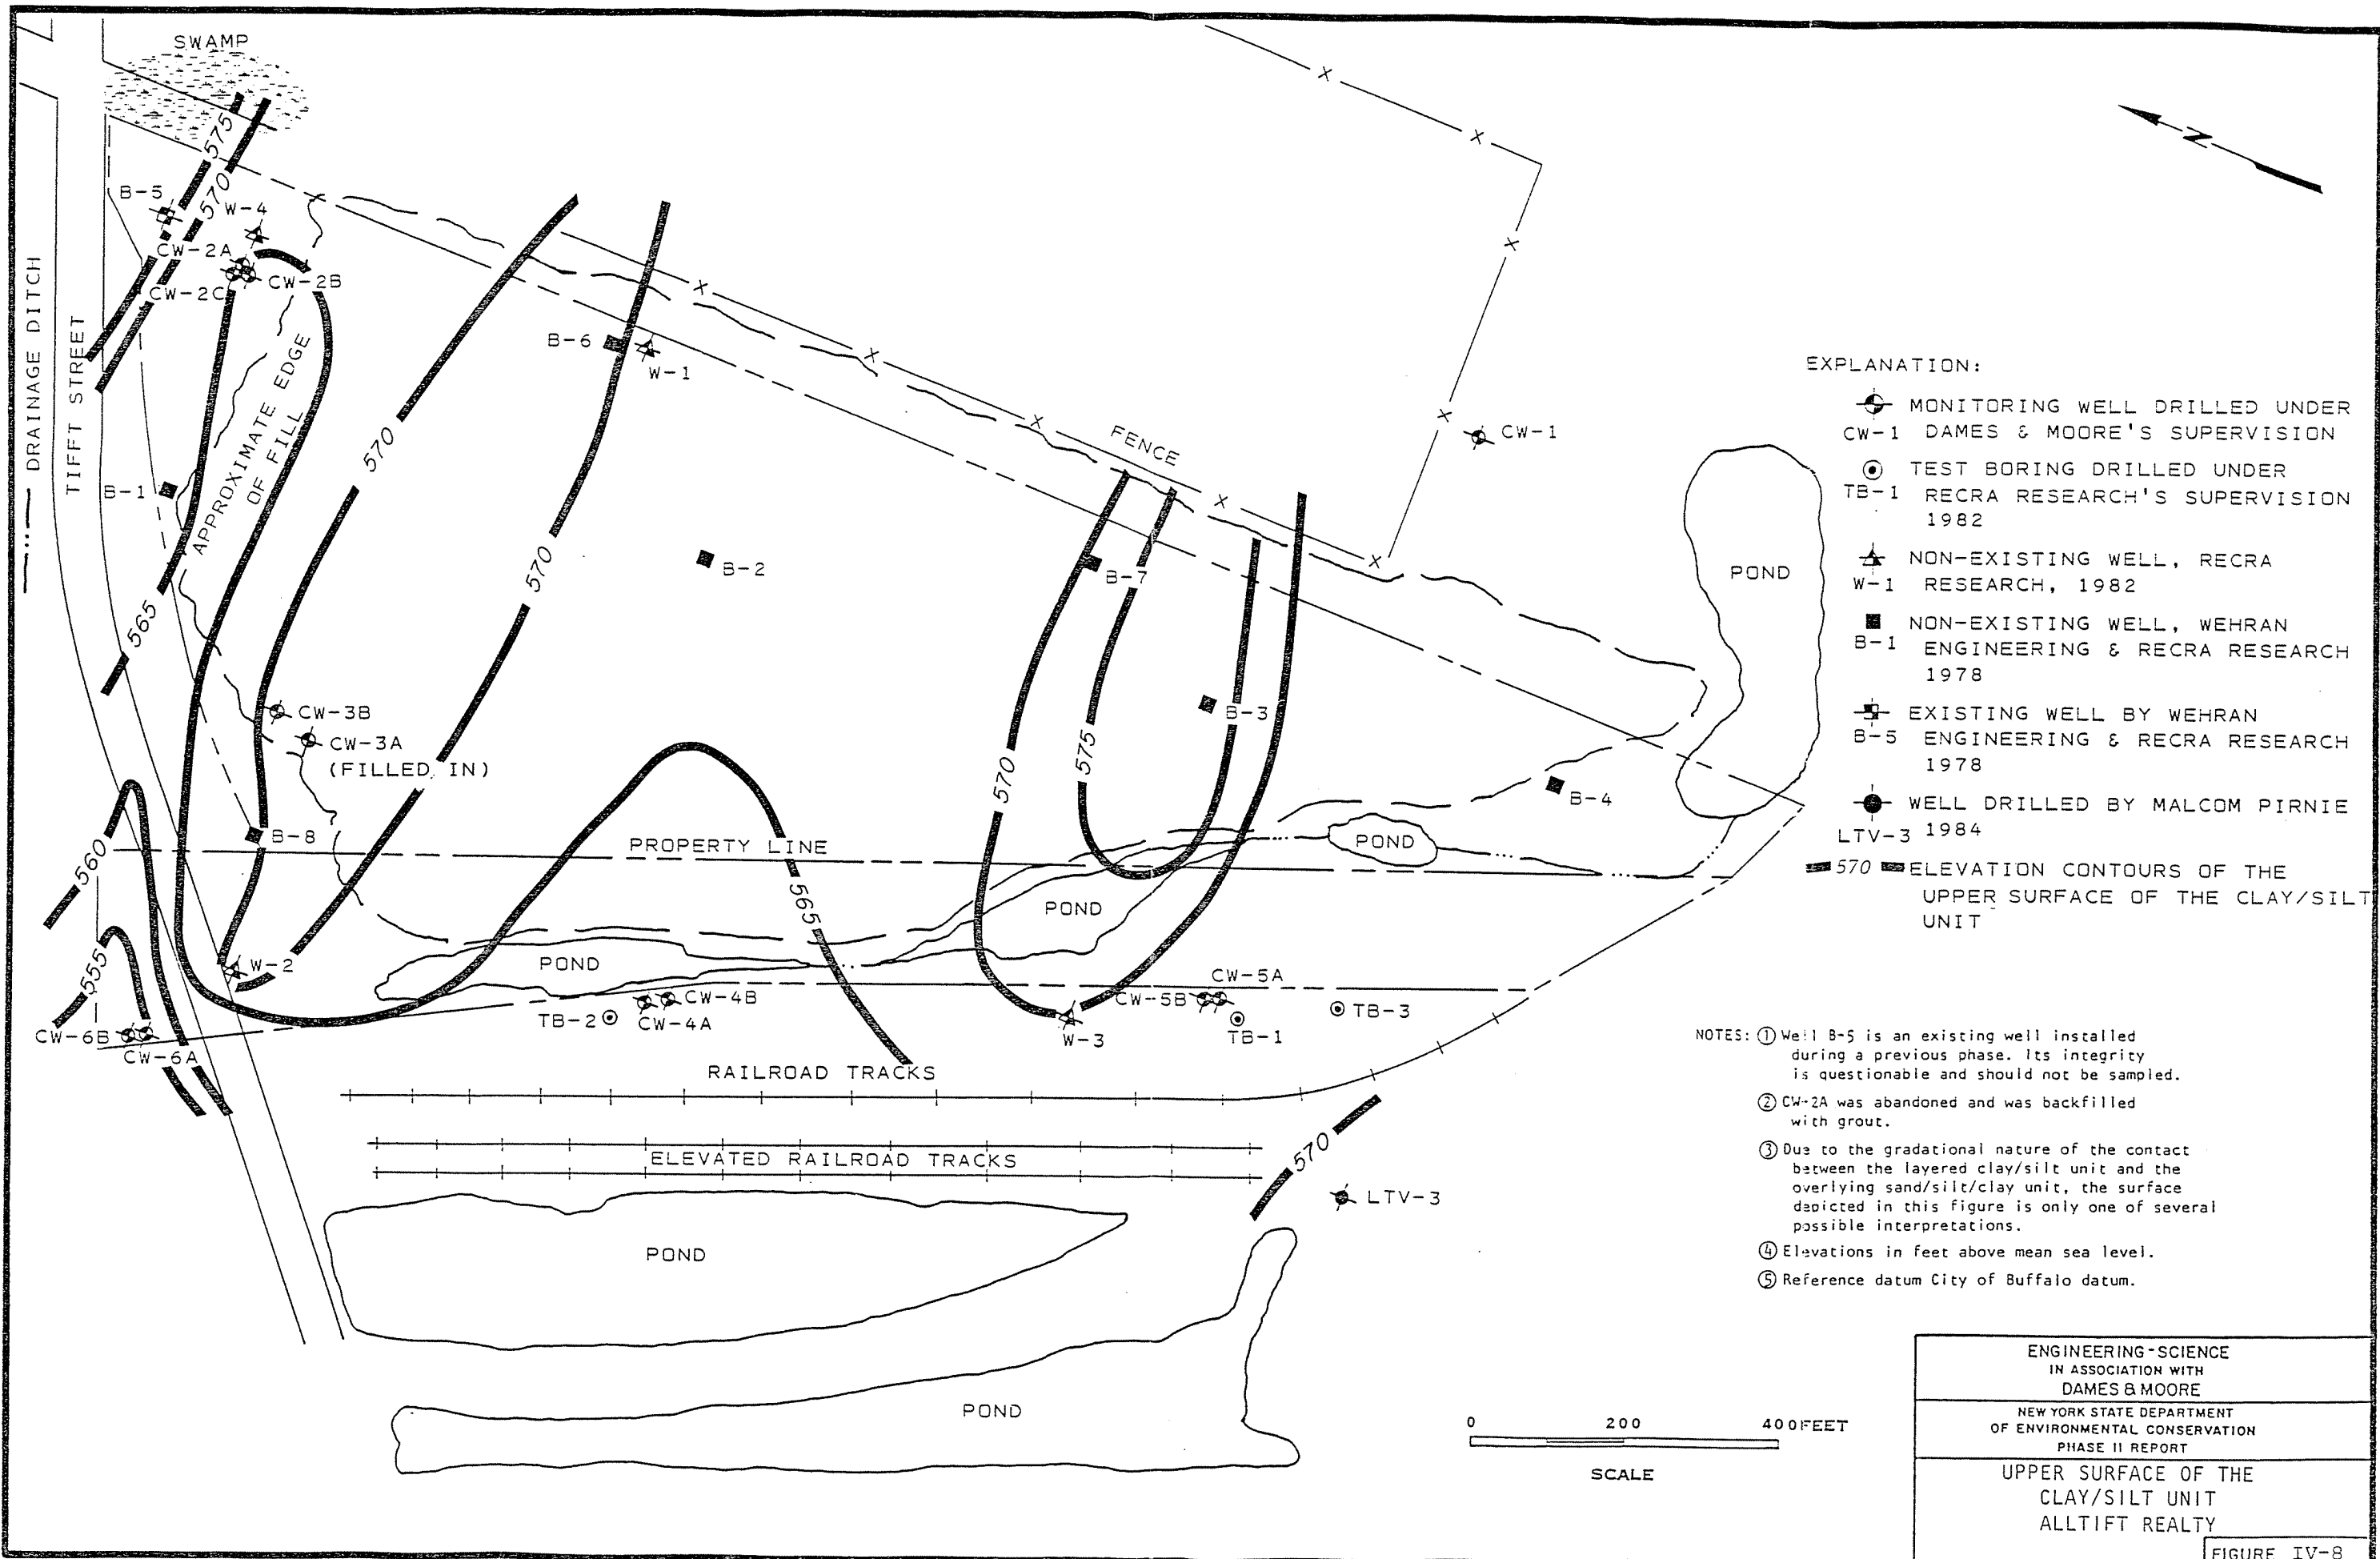 SWAMP
575
570
B-5
W-4
CW-2A
CW-2B
CW-2C
DRAINAGE DITCH
TIFFT STREET
APPROXIMATE EDGE
OF FILL
B-1
565
570
570
B-6
W-1
B-2
FENCE
CW-1
B-7
B-3
570
575
B-4
POND
CW-3B
CW-3A
(FILLED IN)
B-8
560
555
PROPERTY LINE
565
POND
POND
POND
W-2
CW-6B
CW-6A
TB-2
CW-4B
CW-4A
CW-5A
CW-5B
W-3
TB-1
TB-3
RAILROAD TRACKS
ELEVATED RAILROAD TRACKS
570
LTV-3
POND
POND
N
EXPLANATION:
MONITORING WELL DRILLED UNDER
CW-1 DAMES & MOORE'S SUPERVISION
TEST BORING DRILLED UNDER
TB-1 RECRA RESEARCH'S SUPERVISION
1982
NON-EXISTING WELL, RECRA
W-1 RESEARCH, 1982
NON-EXISTING WELL, WEHRAN
B-1 ENGINEERING & RECRA RESEARCH
1978
EXISTING WELL BY WEHRAN
B-5 ENGINEERING & RECRA RESEARCH
1978
WELL DRILLED BY MALCOM PIRNIE
LTV-3 1984
570 ELEVATION CONTOURS OF THE
UPPER SURFACE OF THE CLAY/SILT
UNIT
NOTES: ① Well B-5 is an existing well installed
during a previous phase. Its integrity
is questionable and should not be sampled.
② CW-2A was abandoned and was backfilled
with grout.
③ Due to the gradational nature of the contact
between the layered clay/silt unit and the
overlying sand/silt/clay unit, the surface
depicted in this figure is only one of several
possible interpretations.
④ Elevations in feet above mean sea level.
⑤ Reference datum City of Buffalo datum.
0 200 400 FEET
SCALE
ENGINEERING-SCIENCE
IN ASSOCIATION WITH
DAMES & MOORE
NEW YORK STATE DEPARTMENT
OF ENVIRONMENTAL CONSERVATION
PHASE II REPORT
UPPER SURFACE OF THE
CLAY/SILT UNIT
ALLTIFT REALTY
FIGURE IV-8